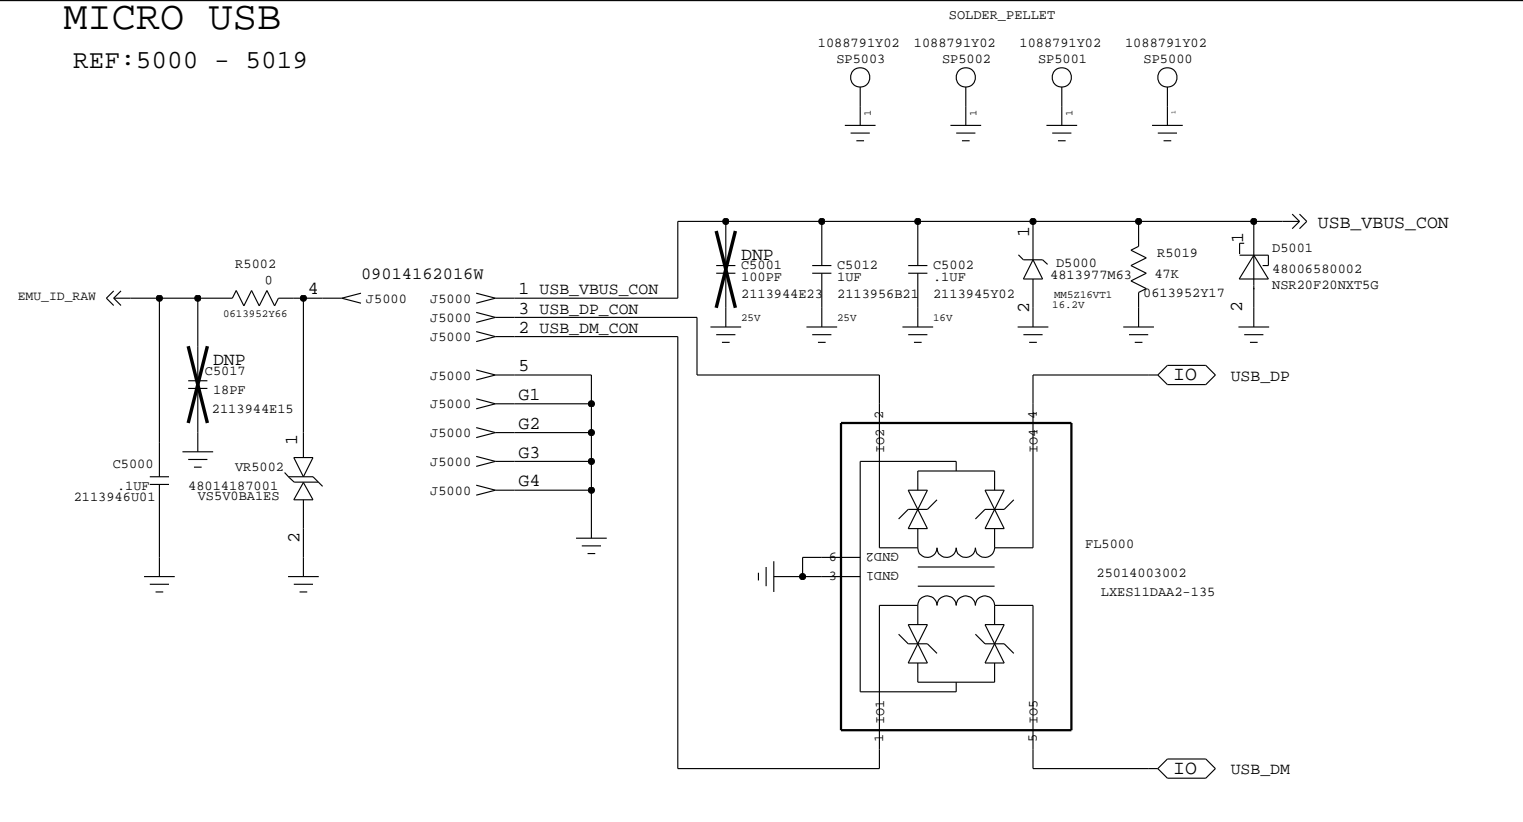 MICRO USB
REF:5000 - 5019
SOLDER_PELLET
1088791Y02 1088791Y02 1088791Y02 1088791Y02
SP5003 SP5002 SP5001 SP5000
1 1 1 1
USB_VBUS_CON
DNP
C5001
100PF
2113944E23
25V
C5012
1UF
2113956B21
25V
C5002
.1UF
2113945Y02
16V
1
D5000
4813977M63
MM5Z16VT1
16.2V
2
R5019
47K
0613952Y17
1
D5001
48006580002
NSR20F20NXT5G
2
R5002
0
0613952Y66
EMU_ID_RAW
4
J5000
09014162016W
J5000 1 USB_VBUS_CON
J5000 3 USB_DP_CON
J5000 2 USB_DM_CON
J5000 5
J5000 G1
J5000 G2
J5000 G3
J5000 G4
DNP
C5017
18PF
2113944E15
C5000
.1UF
2113946U01
1
VR5002
48014187001
VS5V0BA1ES
2
IO USB_DP
2 4
IO2 IO4
FL5000
25014003002
LXES11DAA2-135
6 GND2
3 GND1
IO1 IO5
1 5
IO USB_DM